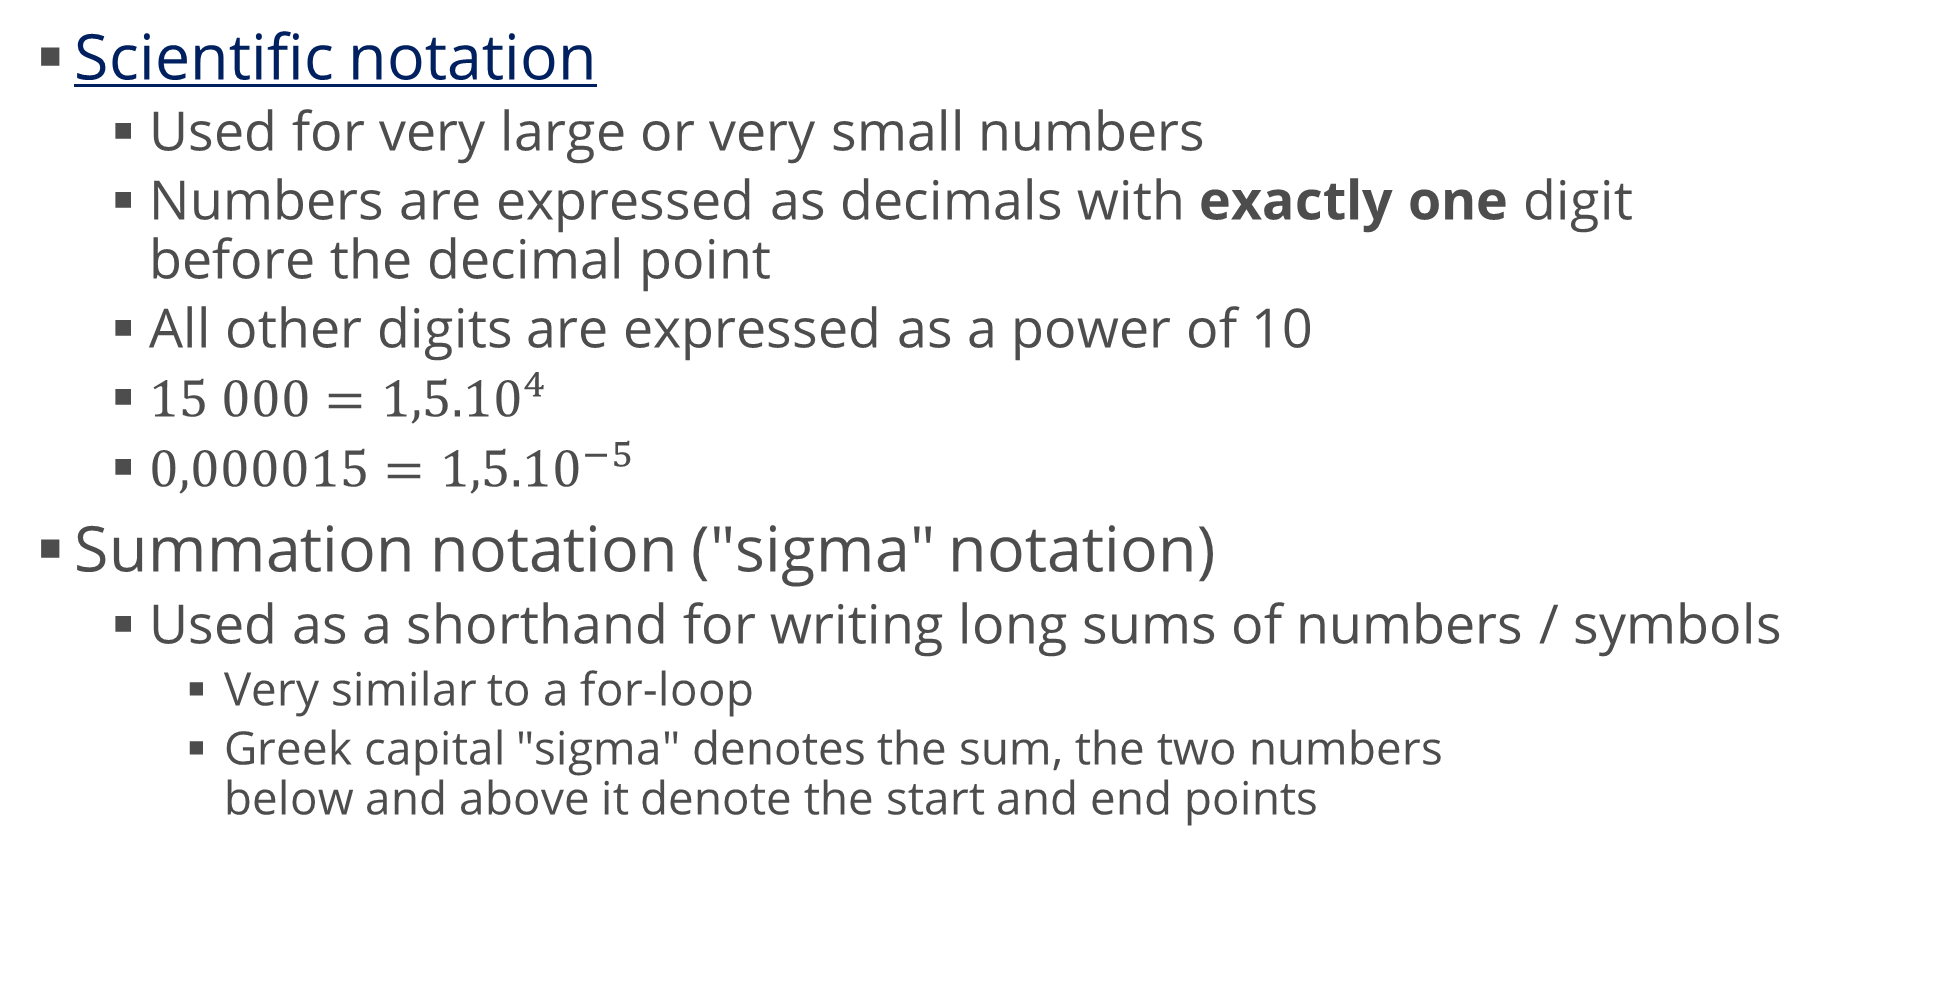 Scientific notation
Used for very large or very small numbers
Numbers are expressed as decimals with exactly one digit
before the decimal point
All other digits are expressed as a power of 10
15 000 = 1,5.10⁴
0,000015 = 1,5.10⁻⁵
Summation notation ("sigma" notation)
Used as a shorthand for writing long sums of numbers / symbols
Very similar to a for-loop
Greek capital "sigma" denotes the sum, the two numbers
below and above it denote the start and end points